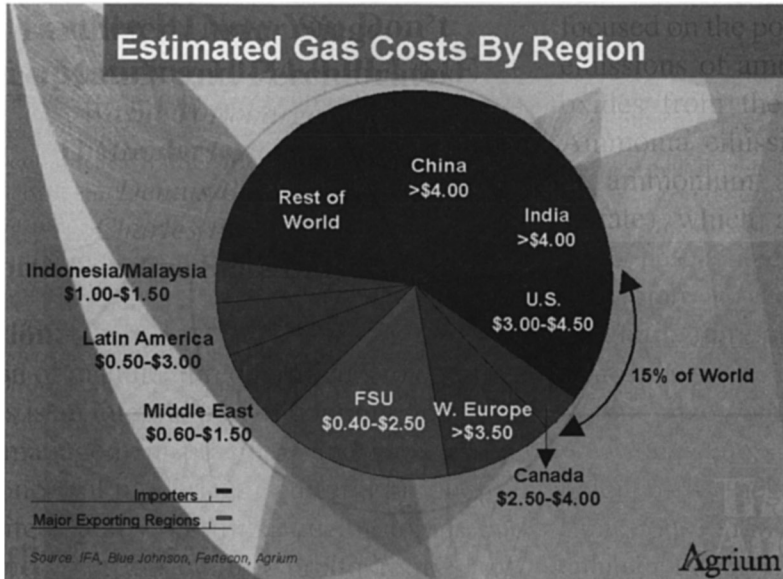 Estimated Gas Costs By Region
China
>$4.00
Rest of
World
India
>$4.00
Indonesia/Malaysia
$1.00-$1.50
U.S.
$3.00-$4.50
Latin America
$0.50-$3.00
15% of World
Middle East
$0.60-$1.50
FSU
$0.40-$2.50
W. Europe
>$3.50
Canada
$2.50-$4.00
Importers
Major Exporting Regions
Source: IFA, Blue Johnson, Fertecon, Agrium
Agrium